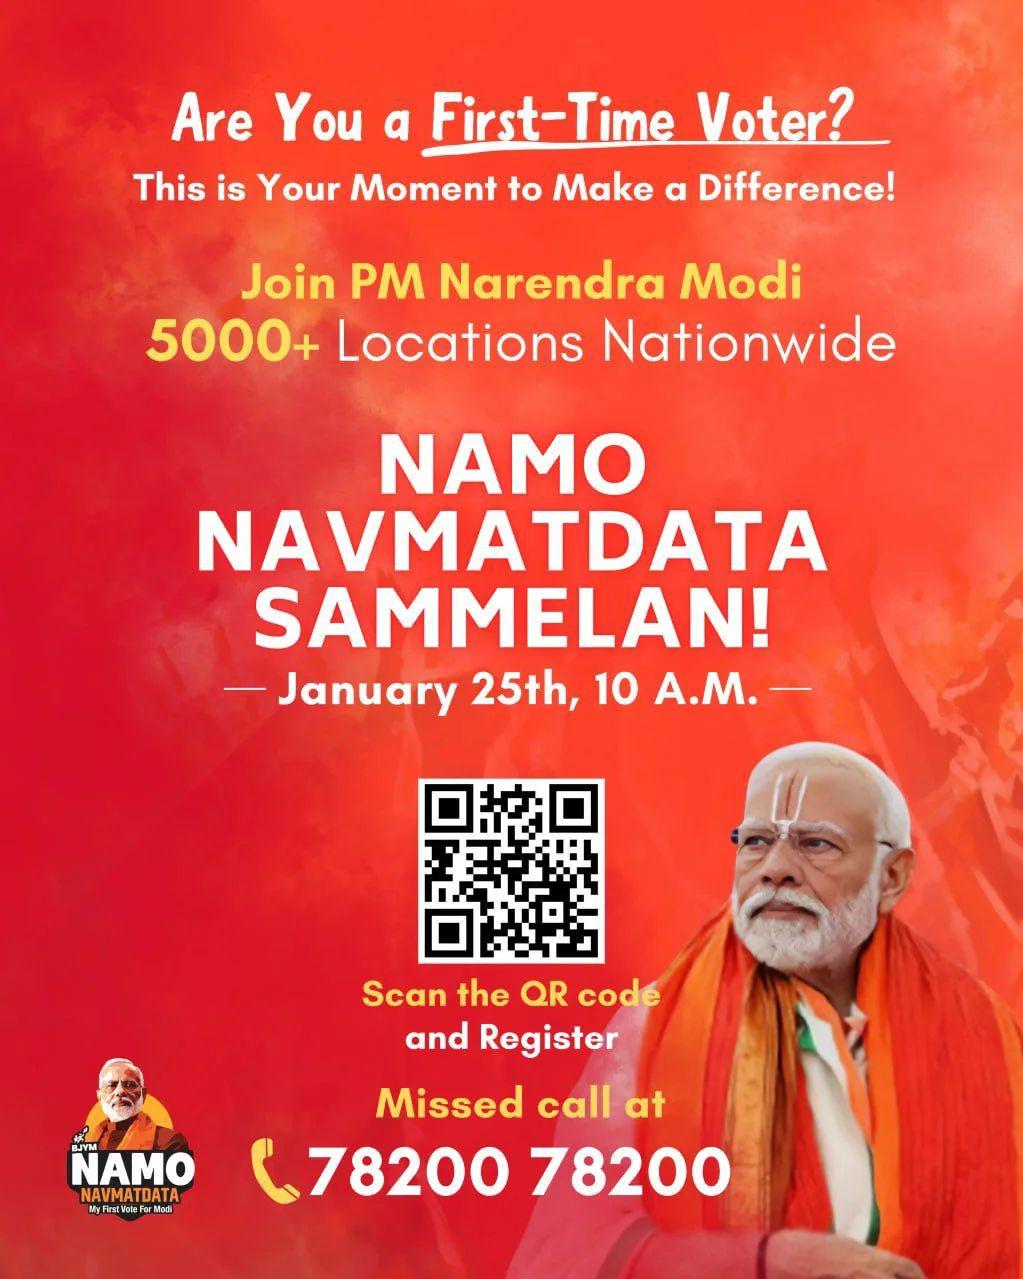 Are You a First-Time Voter?
This is Your Moment to Make a Difference!
Join PM Narendra Modi
5000+ Locations Nationwide
NAMO
NAVMATDATA
SAMMELAN!
January 25th, 10 A.M.
Scan the QR code
and Register
Missed call at
78200 78200
BJYM
NAMO
NAVMATDATA
My First Vote For Modi